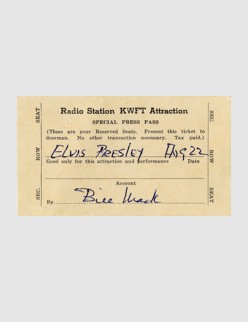 SEAT
ROW
SEC.
Radio Station KWFT Attraction
SPECIAL PRESS PASS
(These are your Reserved Seats. Present this ticket to
doorman. No other transaction necessary. Tax paid.)
ELVIS PRESLEY AUG 22
Good only for this attraction and performance Date
Account
By Bill Mack
SEC.
ROW
SEAT